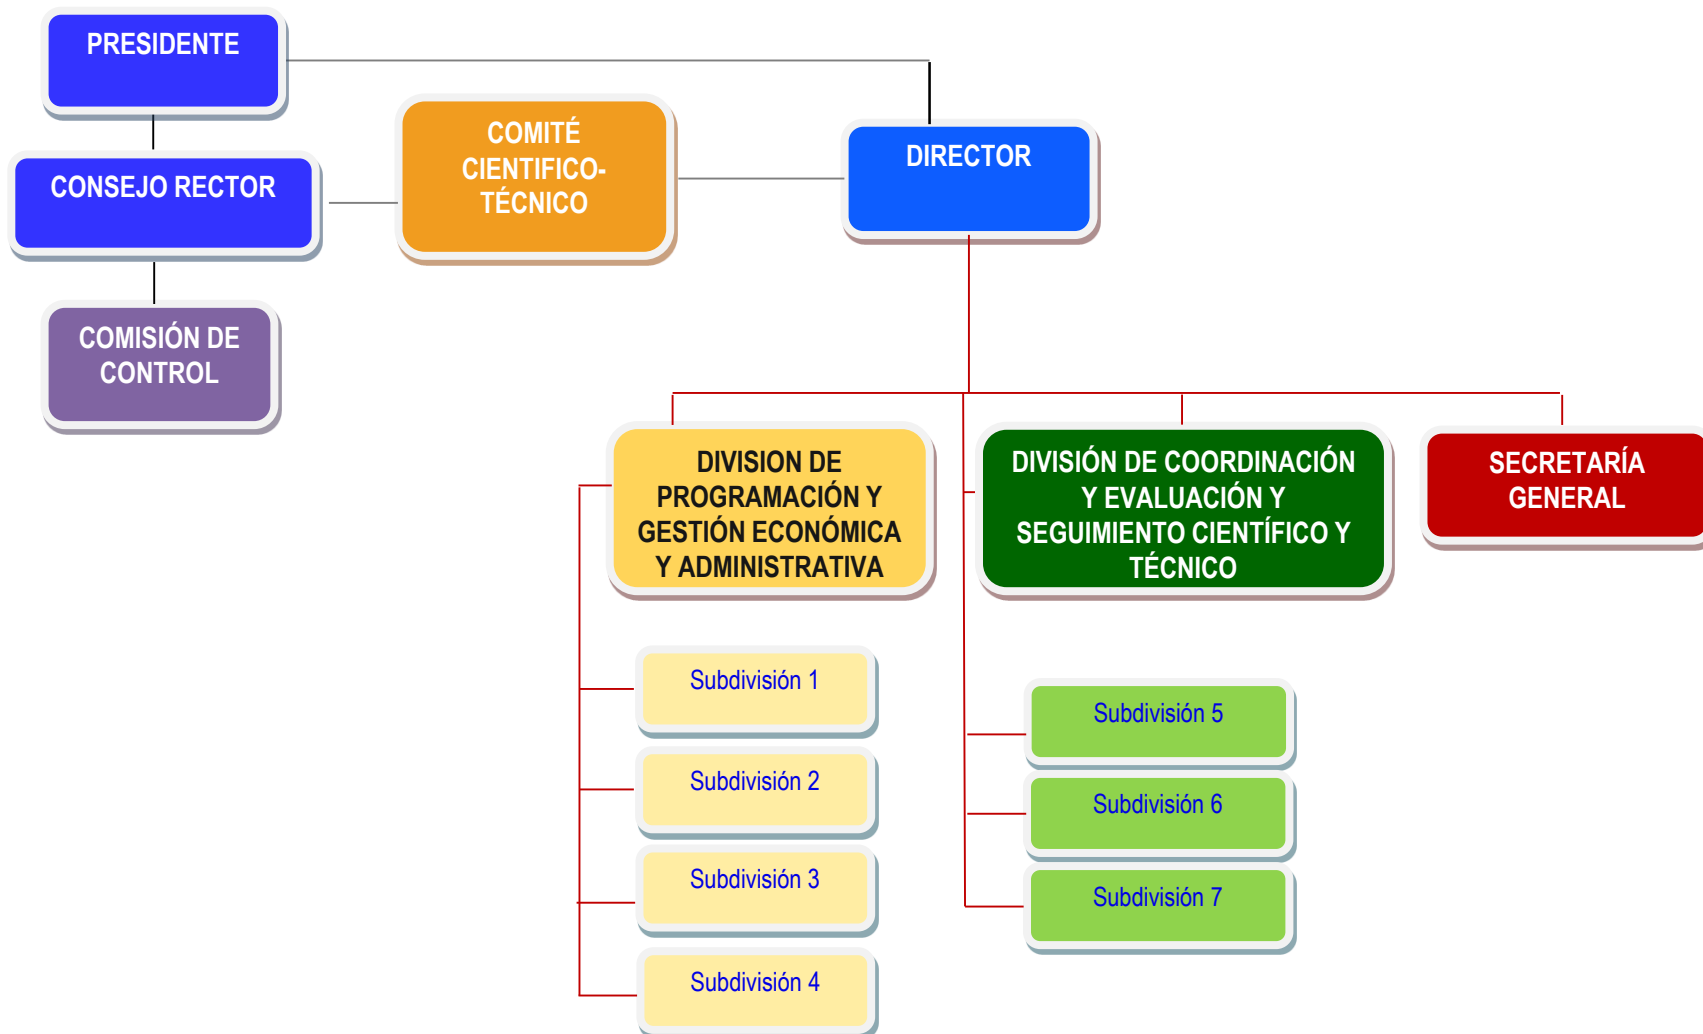 PRESIDENTE
CONSEJO RECTOR
COMISIÓN DE
CONTROL
COMITÉ
CIENTIFICO-
TÉCNICO
DIRECTOR
DIVISION DE
PROGRAMACIÓN Y
GESTIÓN ECONÓMICA
Y ADMINISTRATIVA
DIVISIÓN DE COORDINACIÓN
Y EVALUACIÓN Y
SEGUIMIENTO CIENTÍFICO Y
TÉCNICO
SECRETARÍA
GENERAL
Subdivisión 1
Subdivisión 2
Subdivisión 3
Subdivisión 4
Subdivisión 5
Subdivisión 6
Subdivisión 7